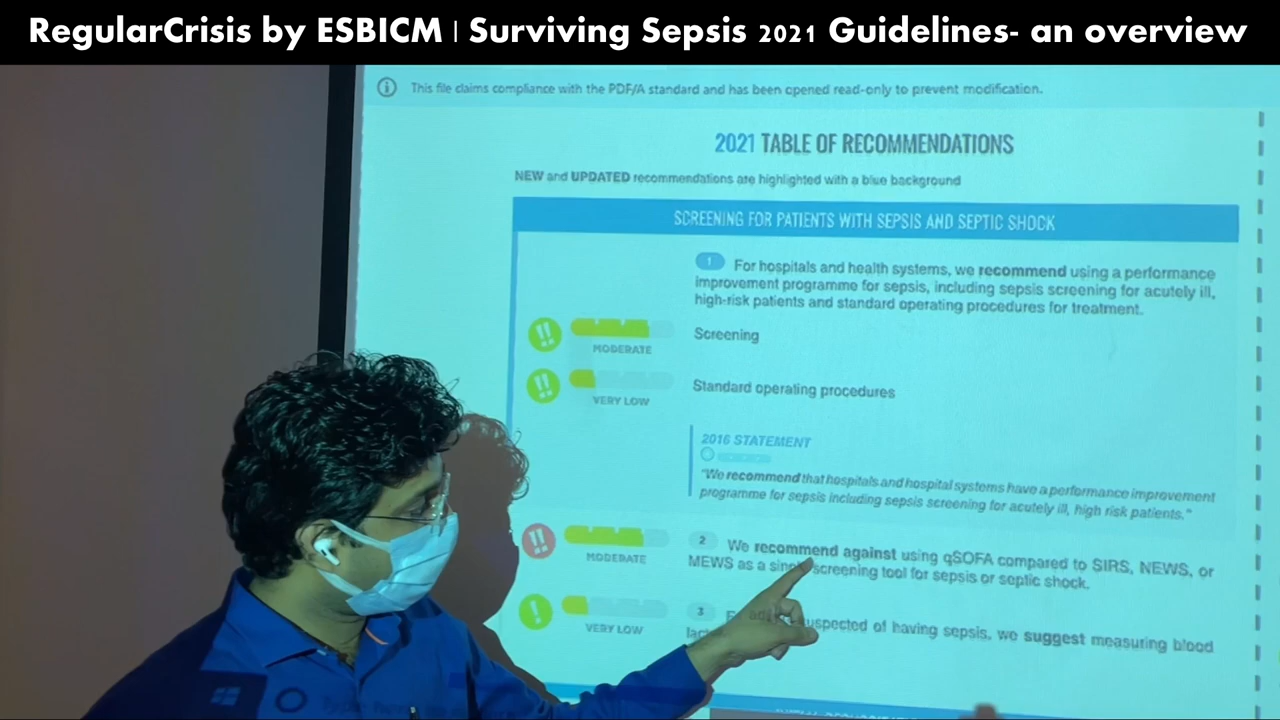 RegularCrisis by ESBICM | Surviving Sepsis 2021 Guidelines- an overview
This file claims compliance with the PDF/A standard and has been opened read-only to prevent modification.
2021 TABLE OF RECOMMENDATIONS
NEW and UPDATED recommendations are highlighted with a blue background
SCREENING FOR PATIENTS WITH SEPSIS AND SEPTIC SHOCK
1 For hospitals and health systems, we recommend using a performance
improvement programme for sepsis, including sepsis screening for acutely ill,
high-risk patients and standard operating procedures for treatment.
!! MODERATE Screening
!! VERY LOW Standard operating procedures
2016 STATEMENT
"We recommend that hospitals and hospital systems have a performance improvement
programme for sepsis including sepsis screening for acutely ill, high risk patients."
!! MODERATE 2 We recommend against using qSOFA compared to SIRS, NEWS, or
MEWS as a screening tool for sepsis or septic shock.
! VERY LOW 3 suspected of having sepsis, we suggest measuring blood